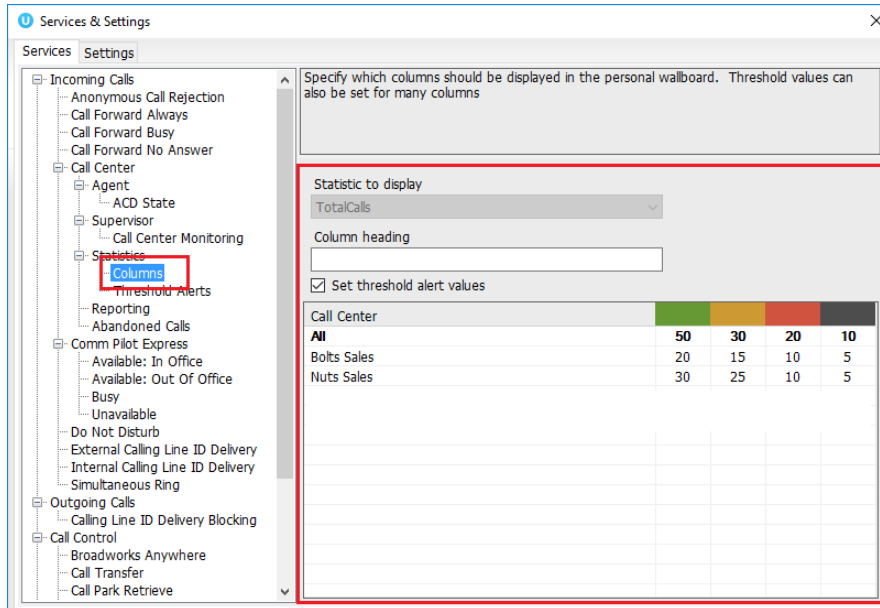 Services & Settings
Services Settings
Incoming Calls
Anonymous Call Rejection
Call Forward Always
Call Forward Busy
Call Forward No Answer
Call Center
Agent
ACD State
Supervisor
Call Center Monitoring
Statistics
Columns
Threshold Alerts
Reporting
Abandoned Calls
Comm Pilot Express
Available: In Office
Available: Out Of Office
Busy
Unavailable
Do Not Disturb
External Calling Line ID Delivery
Internal Calling Line ID Delivery
Simultaneous Ring
Outgoing Calls
Calling Line ID Delivery Blocking
Call Control
Broadworks Anywhere
Call Transfer
Call Park Retrieve
Specify which columns should be displayed in the personal wallboard. Threshold values can
also be set for many columns
Statistic to display
TotalCalls
Column heading
Set threshold alert values
Call Center
All 50 30 20 10
Bolts Sales 20 15 10 5
Nuts Sales 30 25 10 5